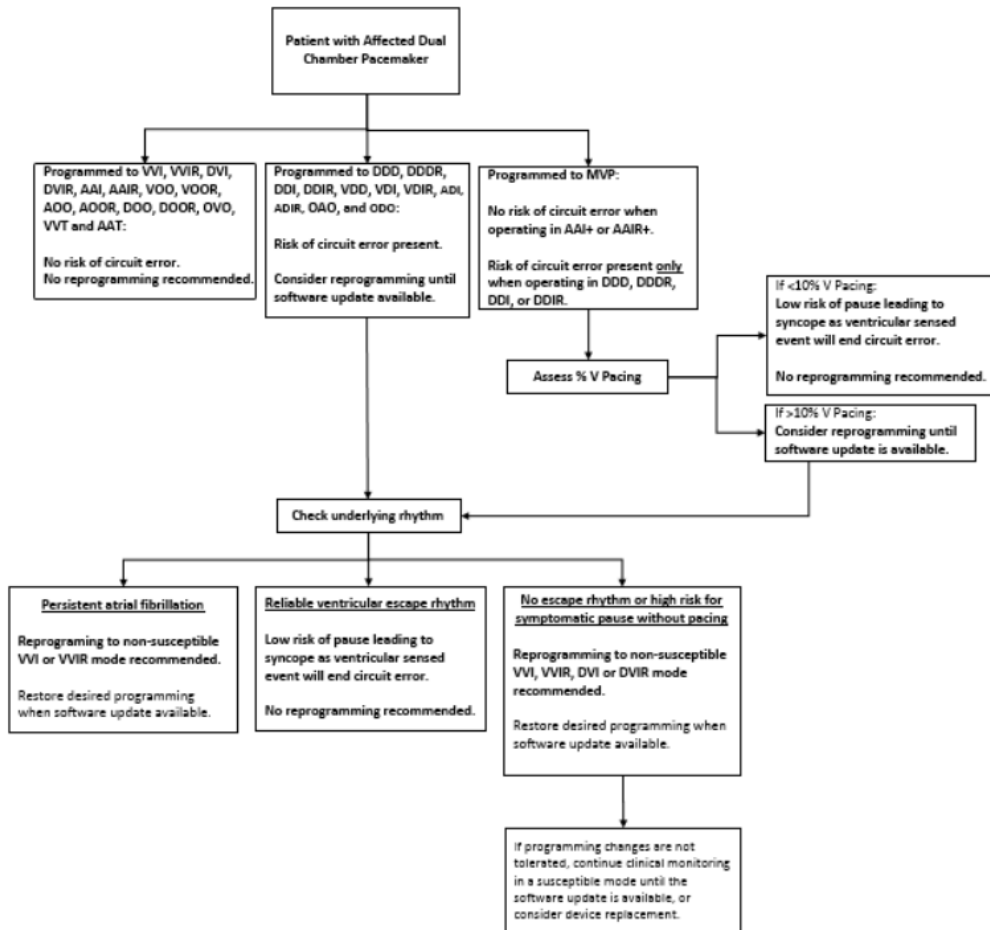 Patient with Affected Dual
Chamber Pacemaker
Programmed to VVI, VVIR, DVI,
DVIR, AAI, AAIR, VOO, VOOR,
AOO, AOOR, DOO, DOOR, OVO,
VVT and AAT:
No risk of circuit error.
No reprogramming recommended.
Programmed to DDD, DDDR,
DDI, DDIR, VDD, VDI, VDIR, ADI,
ADIR, OAO, and ODO:
Risk of circuit error present.
Consider reprogramming until
software update available.
Programmed to MVP:
No risk of circuit error when
operating in AAI+ or AAIR+.
Risk of circuit error present only
when operating in DDD, DDDR,
DDI, or DDIR.
Assess % V Pacing
If <10% V Pacing:
Low risk of pause leading to
syncope as ventricular sensed
event will end circuit error.
No reprogramming recommended.
If >10% V Pacing:
Consider reprogramming until
software update is available.
Check underlying rhythm
Persistent atrial fibrillation
Reprograming to non-susceptible
VVI or VVIR mode recommended.
Restore desired programming
when software update available.
Reliable ventricular escape rhythm
Low risk of pause leading to
syncope as ventricular sensed
event will end circuit error.
No reprogramming recommended.
No escape rhythm or high risk for
symptomatic pause without pacing
Reprogramming to non-susceptible
VVI, VVIR, DVI or DVIR mode
recommended.
Restore desired programming when
software update available.
If programming changes are not
tolerated, continue clinical monitoring
in a susceptible mode until the
software update is available, or
consider device replacement.